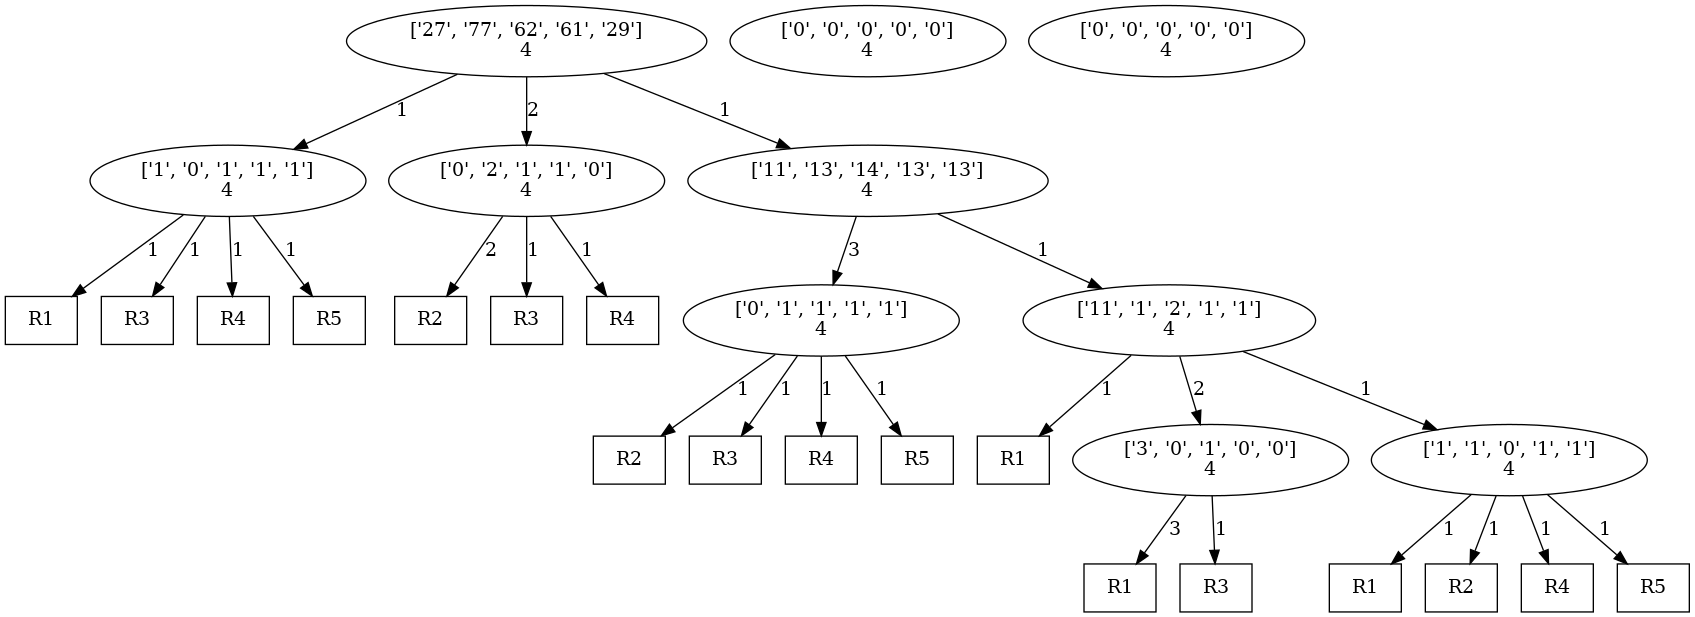 ['27', '77', '62', '61', '29']
4
['0', '0', '0', '0', '0']
4
['0', '0', '0', '0', '0']
4
1
2
1
['1', '0', '1', '1', '1']
4
['0', '2', '1', '1', '0']
4
['11', '13', '14', '13', '13']
4
1
1
1
1
2
1
1
3
1
R1
R3
R4
R5
R2
R3
R4
['0', '1', '1', '1', '1']
4
['11', '1', '2', '1', '1']
4
1
1
1
1
1
2
1
R2
R3
R4
R5
R1
['3', '0', '1', '0', '0']
4
['1', '1', '0', '1', '1']
4
3
1
1
1
1
1
R1
R3
R1
R2
R4
R5